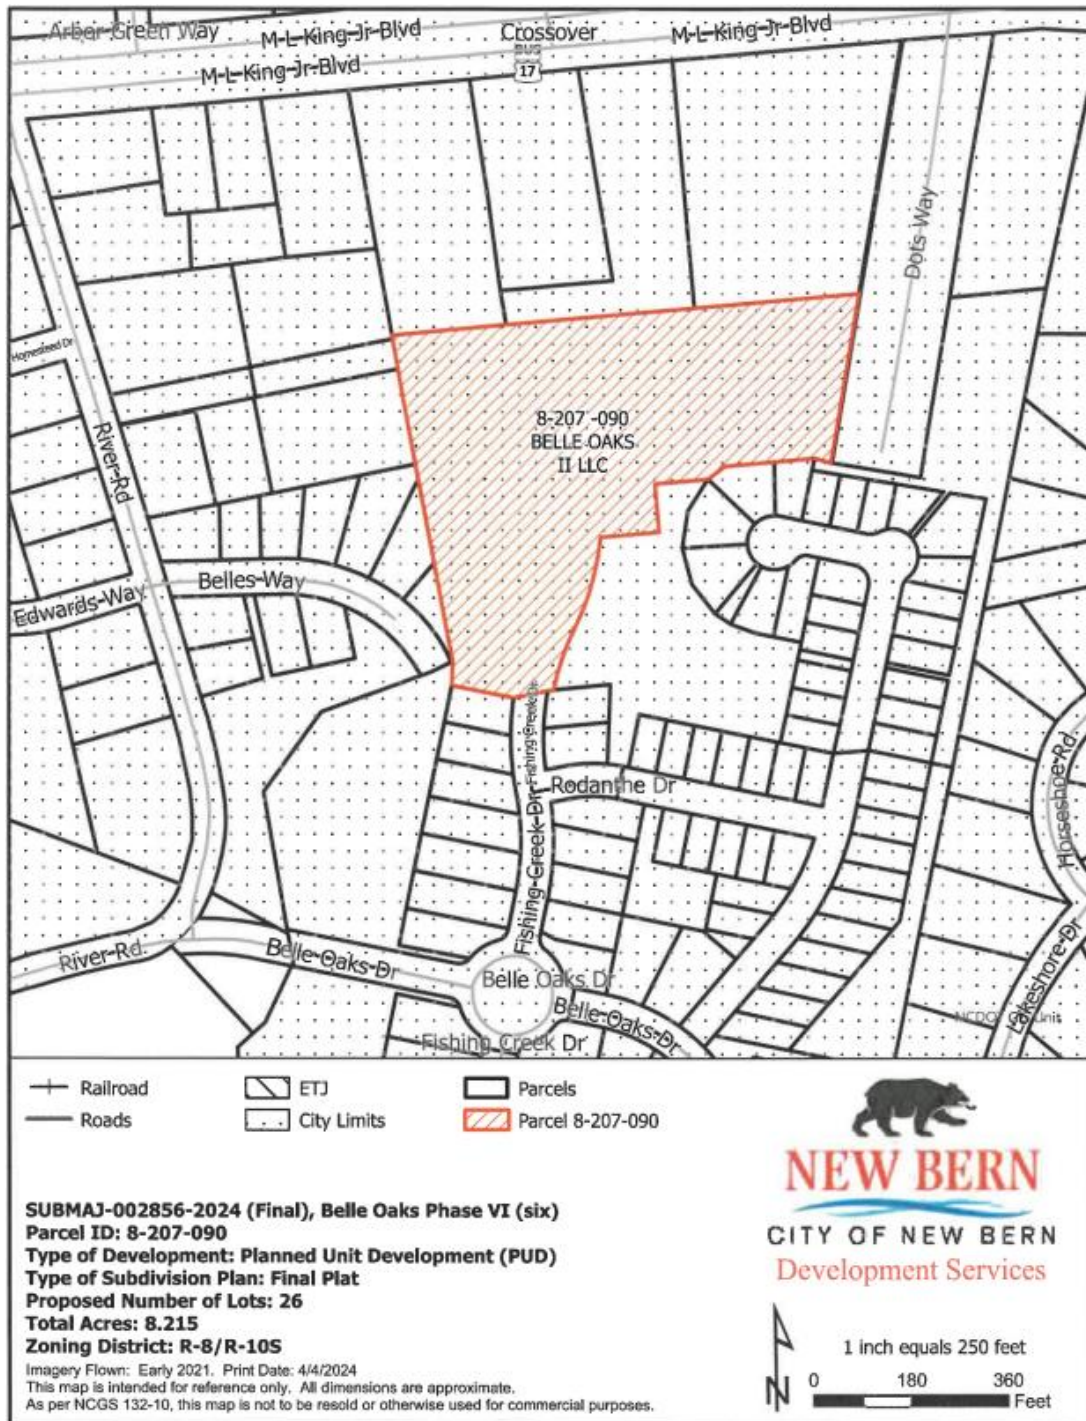 Arbor Green Way
M-L-King-Jr-Blvd
Crossover
M-L-King-Jr-Blvd
BUS
17
M-L-King-Jr-Blvd
Dots Way
Homestead Dr
8-207 -090
BELLE OAKS
II LLC
River-Rd
Belles-Way
Edwards-Way
Fishing Creek Dr
Rodanthe Dr
Horseshoe-Rd
Fishing-Creek-Dr
River-Rd
Belle-Oaks-Dr
Belle Oaks Dr
Belle-Oaks-Dr
Lakeshore-Dr
Fishing Creek Dr
Railroad
ETJ
Parcels
Roads
City Limits
Parcel 8-207-090
NEW BERN
CITY OF NEW BERN
Development Services
SUBMAJ-002856-2024 (Final), Belle Oaks Phase VI (six)
Parcel ID: 8-207-090
Type of Development: Planned Unit Development (PUD)
Type of Subdivision Plan: Final Plat
Proposed Number of Lots: 26
Total Acres: 8.215
Zoning District: R-8/R-10S
Imagery Flown: Early 2021. Print Date: 4/4/2024
This map is intended for reference only. All dimensions are approximate.
As per NCGS 132-10, this map is not to be resold or otherwise used for commercial purposes.
N
1 inch equals 250 feet
0 180 360
Feet